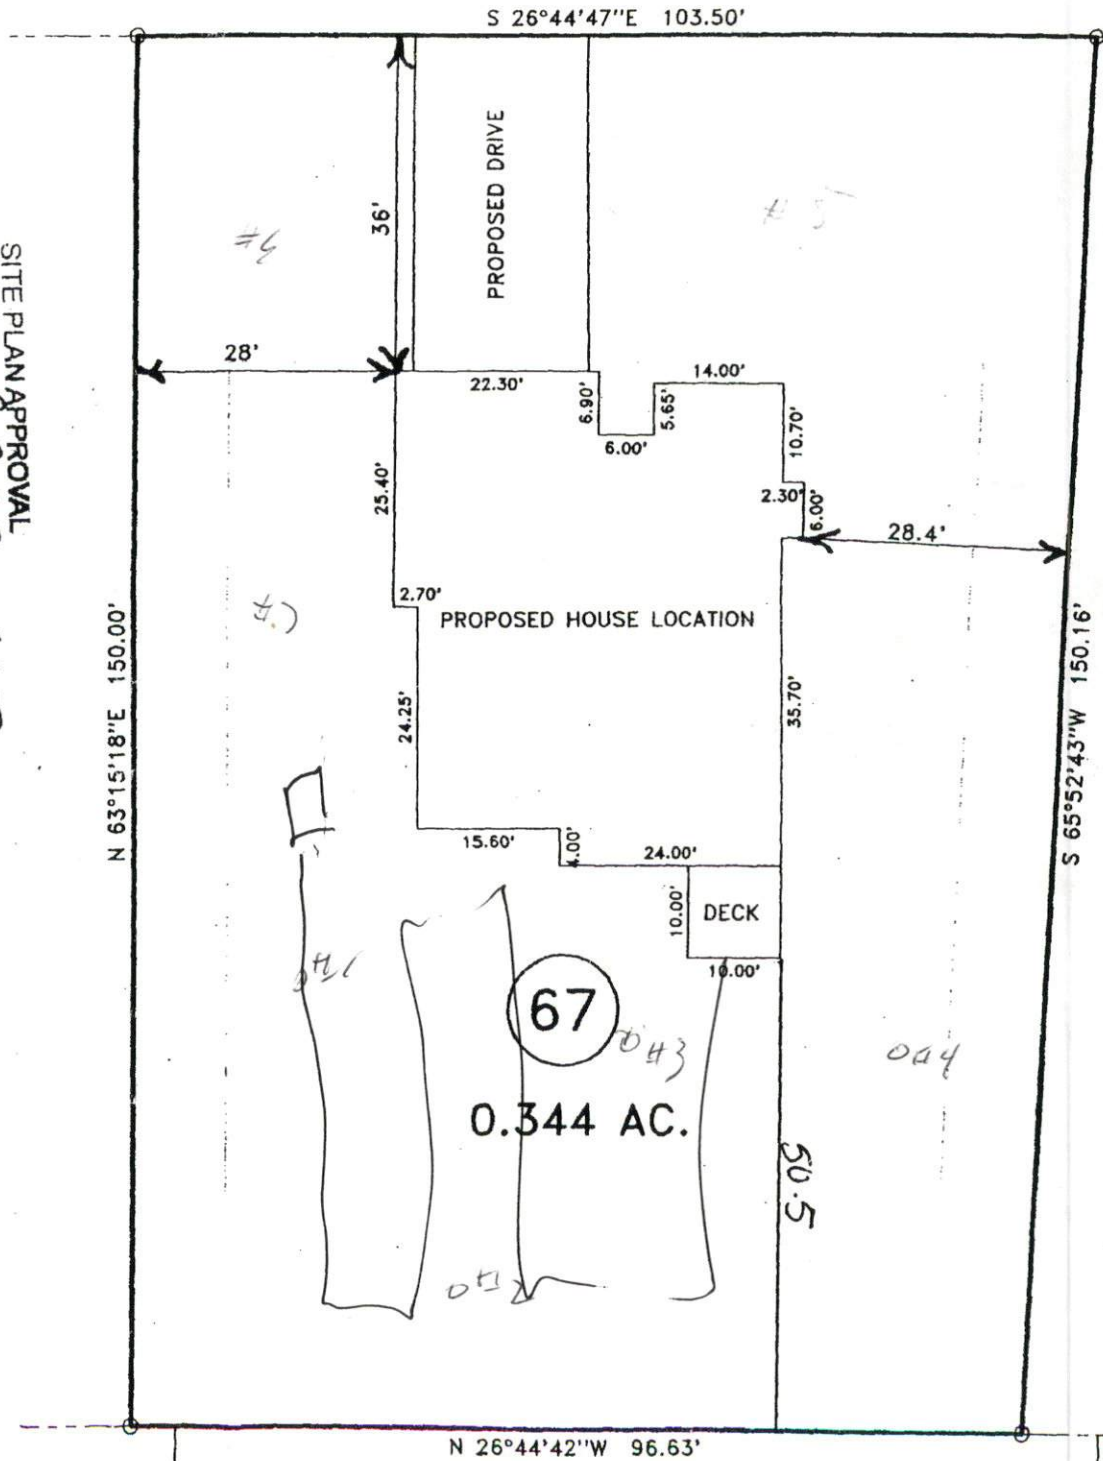 S 26°44'47"E 103.50'
PROPOSED DRIVE
36'
28'
22.30'
6.90'
6.00'
5.65'
14.00'
10.70'
2.30'
6.00'
28.4'
25.40'
2.70'
PROPOSED HOUSE LOCATION
SITE PLAN APPROVAL
N 63°15'18"E 150.00'
S 65°52'43"W 150.16'
24.25'
35.70'
15.60'
4.00'
24.00'
10.00'
DECK
10.00'
67
0.344 AC.
50.5
N 26°44'42"W 96.63'